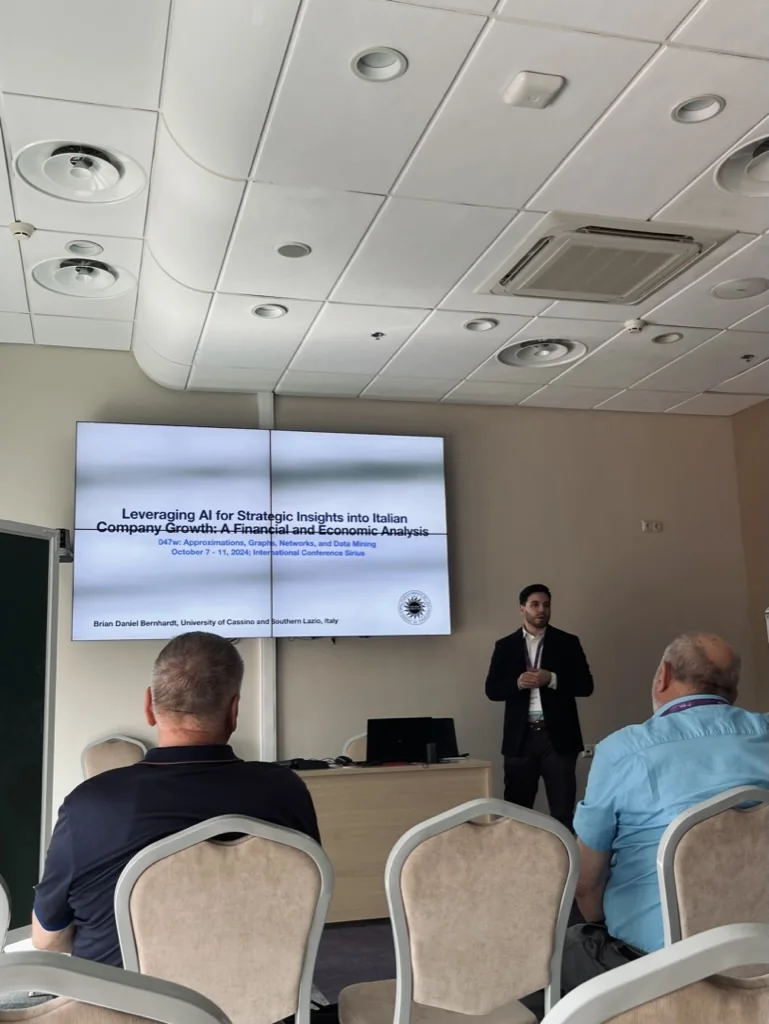 Leveraging AI for Strategic Insights into Italian
Company Growth: A Financial and Economic Analysis
047w: Approximations, Graphs, Networks, and Data Mining
October 7 - 11, 2024; International Conference Sirius
Brian Daniel Bernhardt, University of Cassino and Southern Lazio, Italy